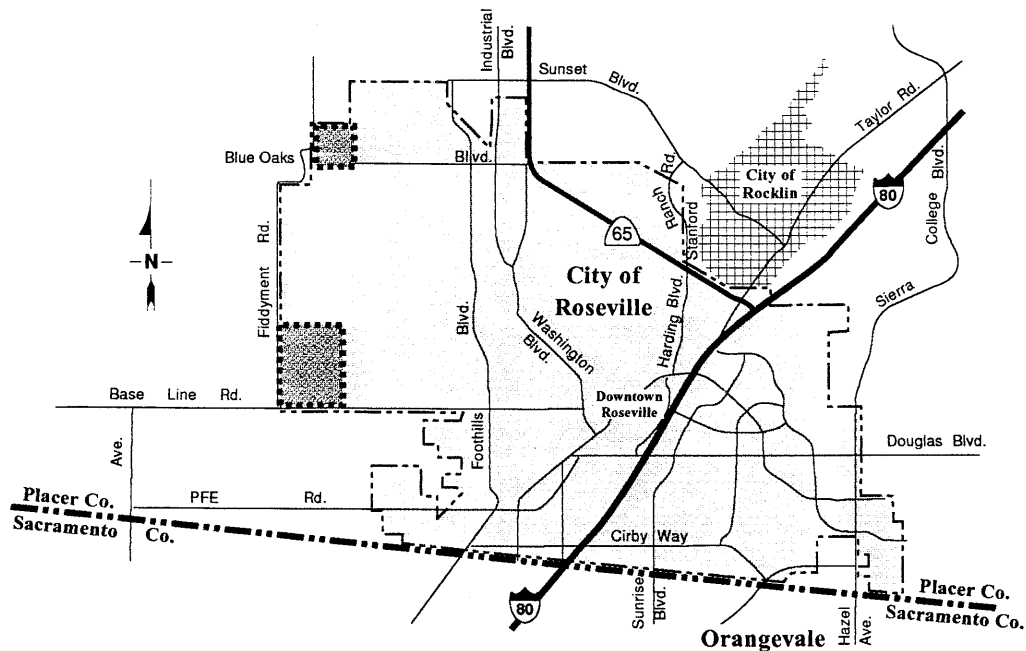 Industrial
Blvd.
Sunset
Blvd.
Taylor Rd.
Blue Oaks
Blvd.
City of
Rocklin
80
College Blvd.
Ranch Rd.
Stanford
65
N
Fiddyment Rd.
City of
Roseville
Sierra
Blvd.
Washington
Blvd.
Harding Blvd.
Base Line Rd.
Downtown
Roseville
Ave.
Foothills
Douglas Blvd.
PFE Rd.
Placer Co.
Sacramento Co.
Cirby Way
80
Sunrise
Blvd.
Orangevale
Hazel
Ave.
Placer Co.
Sacramento Co.